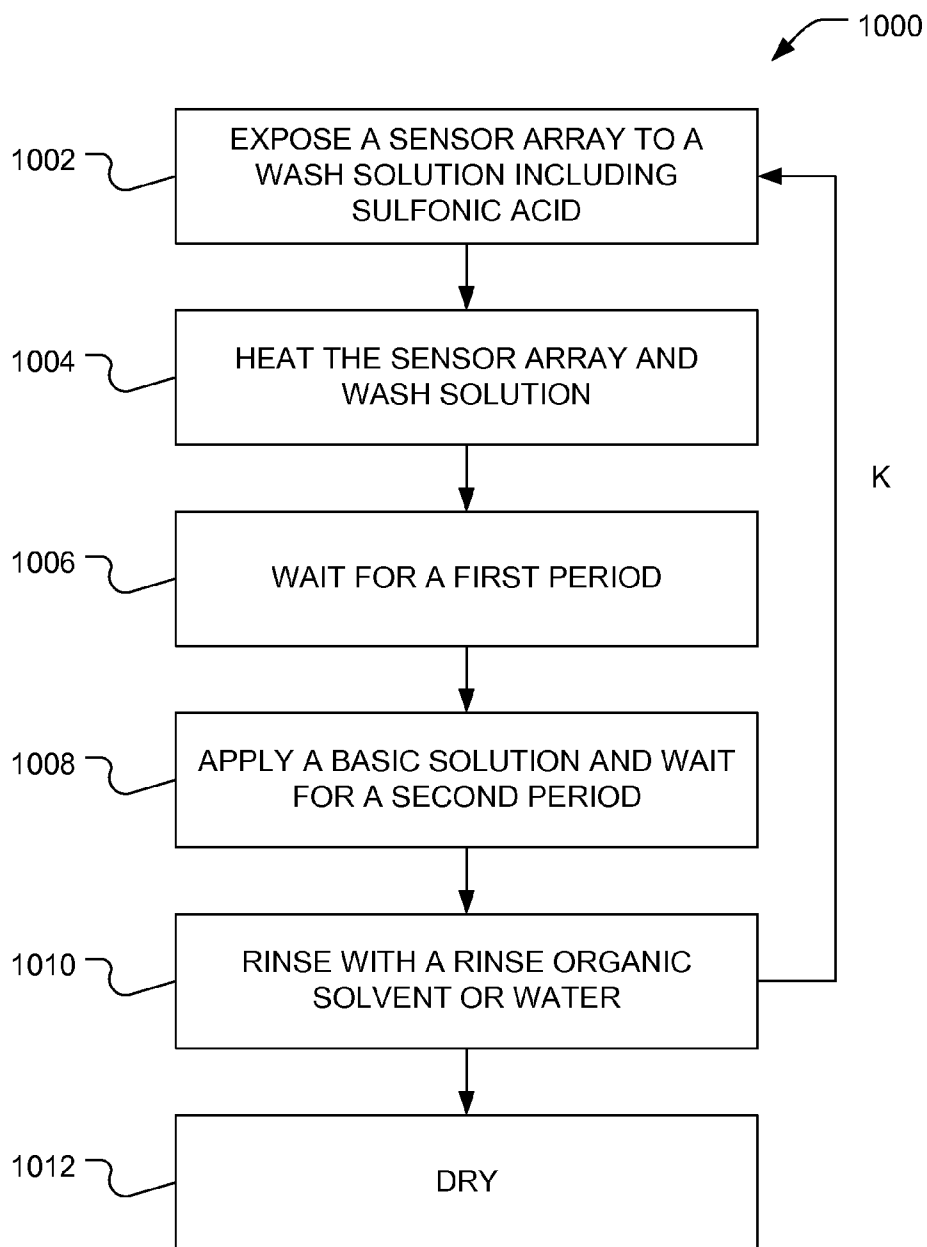 1000
1002
EXPOSE A SENSOR ARRAY TO A
WASH SOLUTION INCLUDING
SULFONIC ACID
1004
HEAT THE SENSOR ARRAY AND
WASH SOLUTION
K
1006
WAIT FOR A FIRST PERIOD
1008
APPLY A BASIC SOLUTION AND WAIT
FOR A SECOND PERIOD
1010
RINSE WITH A RINSE ORGANIC
SOLVENT OR WATER
1012
DRY